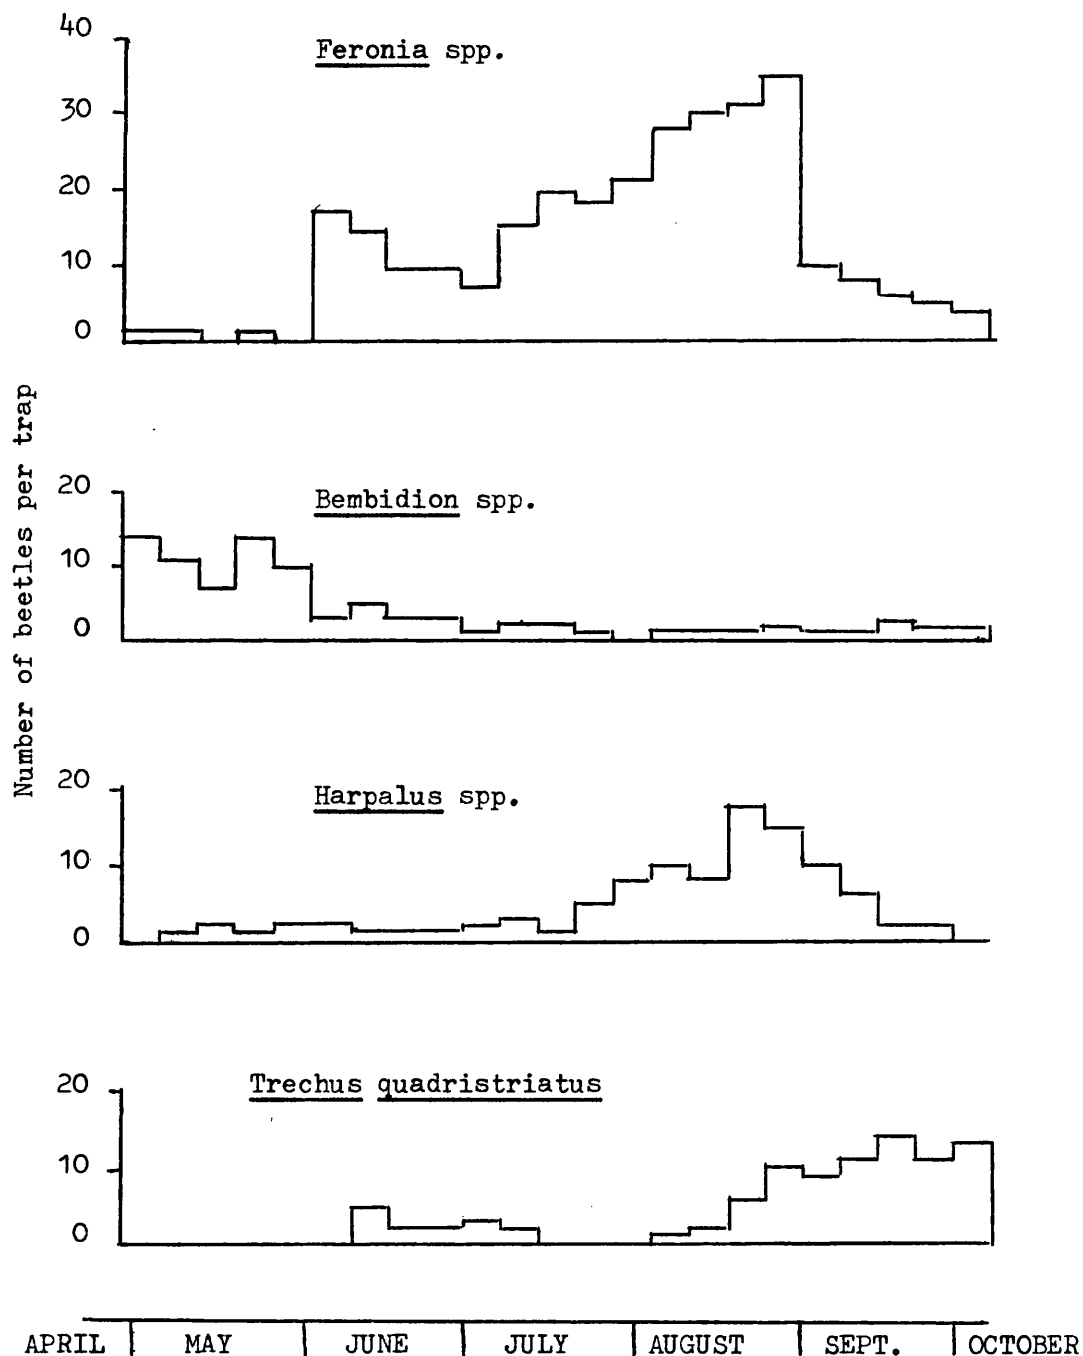 40
Feronia spp.
30
20
10
0
Number of beetles per trap
20
Bembidion spp.
10
0
20
Harpalus spp.
10
0
20
Trechus quadristriatus
10
0
APRIL MAY JUNE JULY AUGUST SEPT. OCTOBER